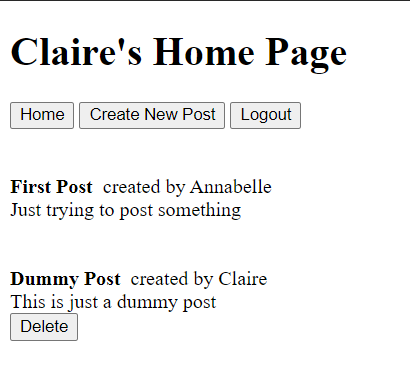 Claire's Home Page
Home Create New Post Logout
First Post created by Annabelle
Just trying to post something
Dummy Post created by Claire
This is just a dummy post
Delete